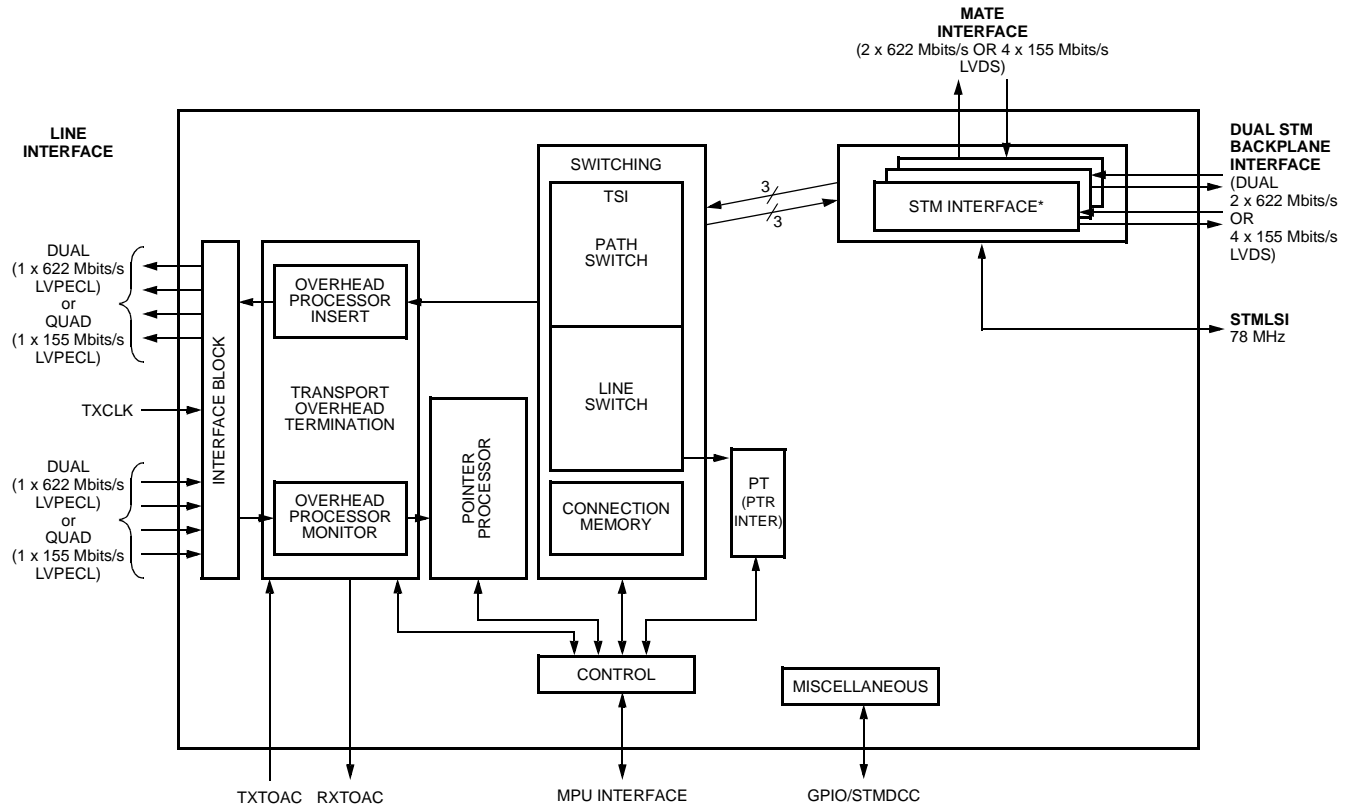 MATE
INTERFACE
(2 x 622 Mbits/s OR 4 x 155 Mbits/s
LVDS)
LINE
INTERFACE
DUAL STM
BACKPLANE
INTERFACE
(DUAL
2 x 622 Mbits/s
OR
4 x 155 Mbits/s
LVDS)
SWITCHING
TSI
PATH
SWITCH
LINE
SWITCH
CONNECTION
MEMORY
3
3
STM INTERFACE*
STMLSI
78 MHz
DUAL
(1 x 622 Mbits/s
LVPECL)
or
QUAD
(1 x 155 Mbits/s
LVPECL)
TXCLK
DUAL
(1 x 622 Mbits/s
LVPECL)
or
QUAD
(1 x 155 Mbits/s
LVPECL)
INTERFACE BLOCK
OVERHEAD
PROCESSOR
INSERT
TRANSPORT
OVERHEAD
TERMINATION
OVERHEAD
PROCESSOR
MONITOR
POINTER
PROCESSOR
PT
(PTR
INTER)
CONTROL
MISCELLANEOUS
TXTOAC
RXTOAC
MPU INTERFACE
GPIO/STMDCC